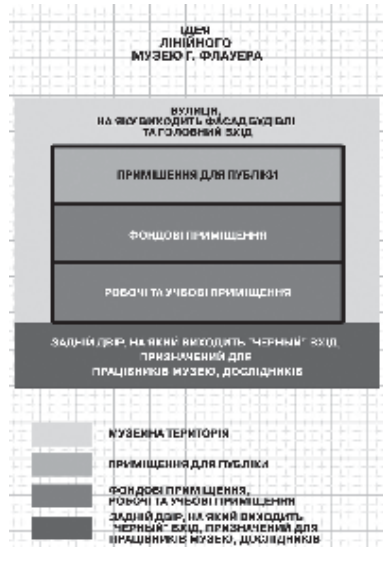 ІДЕЯ
ЛІНІЙНОГО
МУЗЕЮ Г. ФЛАУЕРА
ВУЛИЦЯ,
НА ЯКУ ВИХОДИТЬ ФАСАД БУДІВЛІ
ТА ГОЛОВНИЙ ВХІД
ПРИМІЩЕННЯ ДЛЯ ПУБЛІКИ
ФОНДОВІ ПРИМІЩЕННЯ
РОБОЧІ ТА УЧБОВІ ПРИМІЩЕННЯ
ЗАДНІЙ ДВІР, НА ЯКИЙ ВИХОДИТЬ "ЧЕРНЫЙ" ВХІД,
ПРИЗНАЧЕНИЙ ДЛЯ
ПРАЦІВНИКІВ МУЗЕЮ, ДОСЛІДНИКІВ
МУЗЕЙНА ТЕРИТОРІЯ
ПРИМІЩЕННЯ ДЛЯ ПУБЛІКИ
ФОНДОВІ ПРИМІЩЕННЯ,
РОБОЧІ ТА УЧБОВІ ПРИМІЩЕННЯ
ЗАДНІЙ ДВІР, НА ЯКИЙ ВИХОДИТЬ
"ЧЕРНЫЙ" ВХІД, ПРИЗНАЧЕНИЙ ДЛЯ
ПРАЦІВНИКІВ МУЗЕЮ, ДОСЛІДНИКІВ